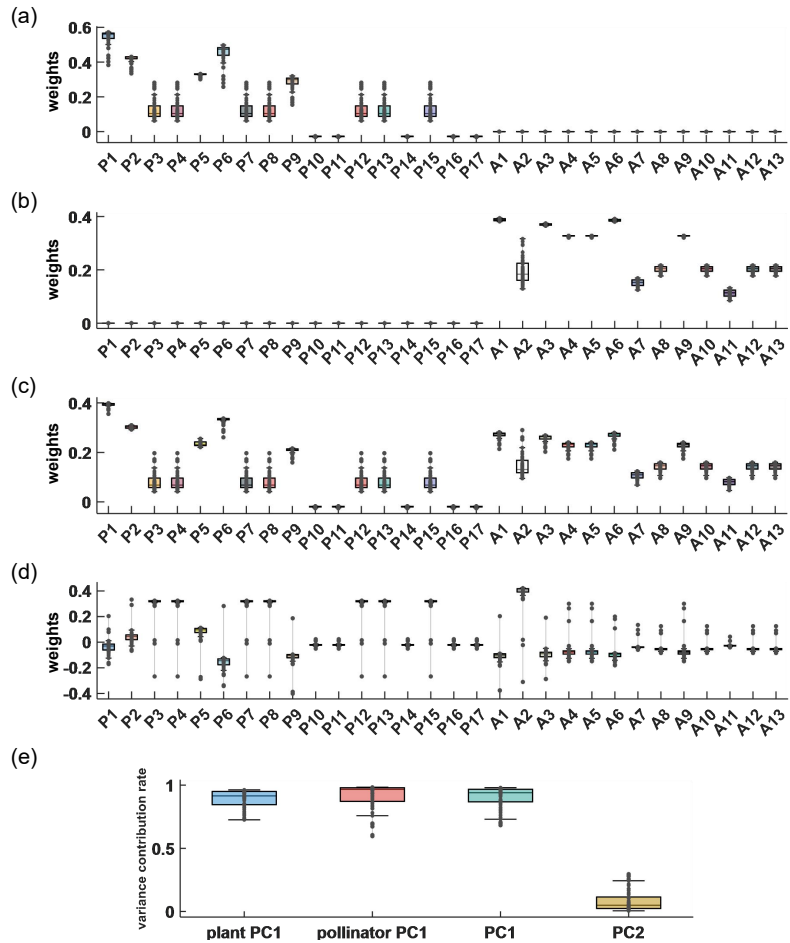 (a)
weights
0.6
0.4
0.2
0
P1 P2 P3 P4 P5 P6 P7 P8 P9 P10 P11 P12 P13 P14 P15 P16 P17 A1 A2 A3 A4 A5 A6 A7 A8 A9 A10 A11 A12 A13
(b)
weights
0.4
0.2
0
P1 P2 P3 P4 P5 P6 P7 P8 P9 P10 P11 P12 P13 P14 P15 P16 P17 A1 A2 A3 A4 A5 A6 A7 A8 A9 A10 A11 A12 A13
(c)
weights
0.4
0.2
0
P1 P2 P3 P4 P5 P6 P7 P8 P9 P10 P11 P12 P13 P14 P15 P16 P17 A1 A2 A3 A4 A5 A6 A7 A8 A9 A10 A11 A12 A13
(d)
weights
0.4
0.2
0
-0.2
-0.4
P1 P2 P3 P4 P5 P6 P7 P8 P9 P10 P11 P12 P13 P14 P15 P16 P17 A1 A2 A3 A4 A5 A6 A7 A8 A9 A10 A11 A12 A13
(e)
variance contribution rate
1
0.5
0
plant PC1 pollinator PC1 PC1 PC2